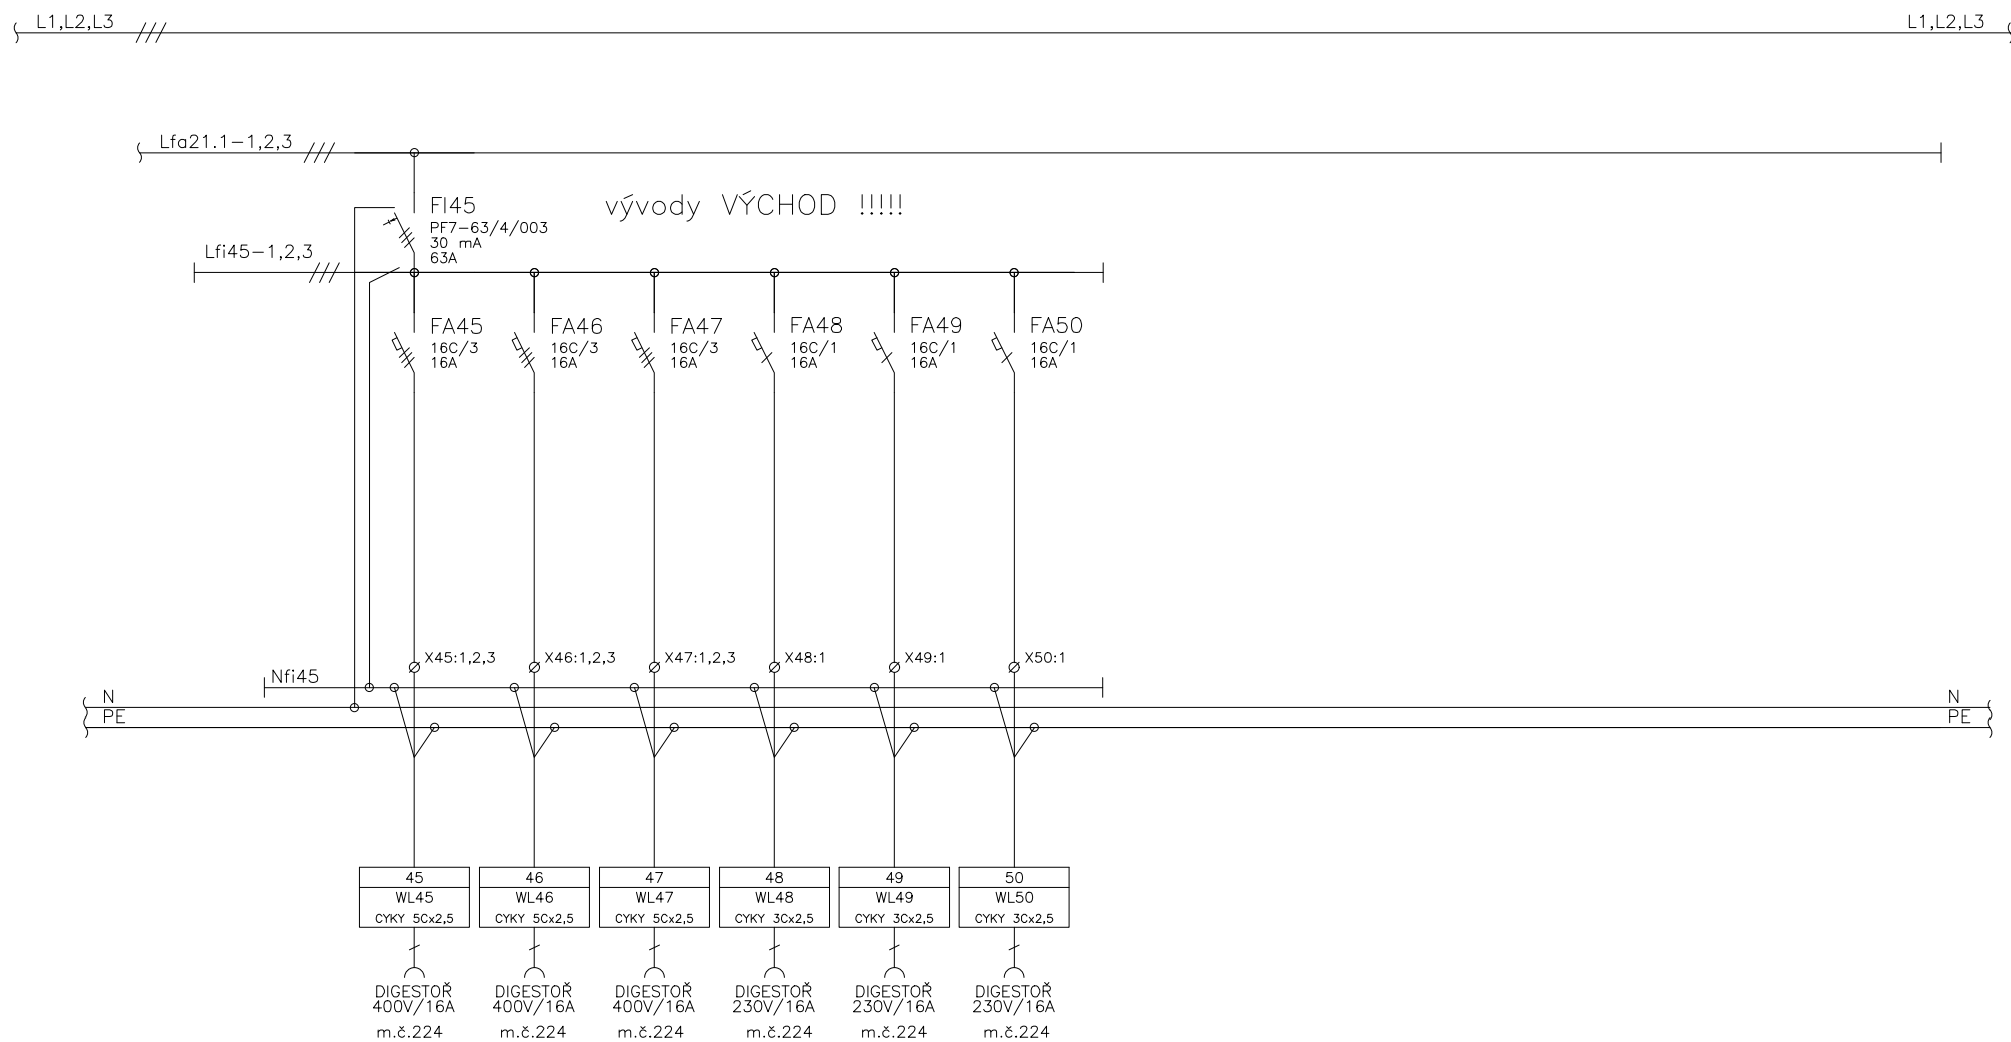 L1,L2,L3 L1,L2,L3
Lfa21.1-1,2,3
FI45
PF7-63/4/003
30 mA
63A
vývody VÝCHOD !!!!!
Lfi45-1,2,3
FA45
16C/3
16A
FA46
16C/3
16A
FA47
16C/3
16A
FA48
16C/1
16A
FA49
16C/1
16A
FA50
16C/1
16A
X45:1,2,3 X46:1,2,3 X47:1,2,3 X48:1 X49:1 X50:1
Nfi45
N N
PE PE
45
WL45
CYKY 5Cx2,5
46
WL46
CYKY 5Cx2,5
47
WL47
CYKY 5Cx2,5
48
WL48
CYKY 3Cx2,5
49
WL49
CYKY 3Cx2,5
50
WL50
CYKY 3Cx2,5
DIGESTOŘ
400V/16A
m.č.224
DIGESTOŘ
400V/16A
m.č.224
DIGESTOŘ
400V/16A
m.č.224
DIGESTOŘ
230V/16A
m.č.224
DIGESTOŘ
230V/16A
m.č.224
DIGESTOŘ
230V/16A
m.č.224